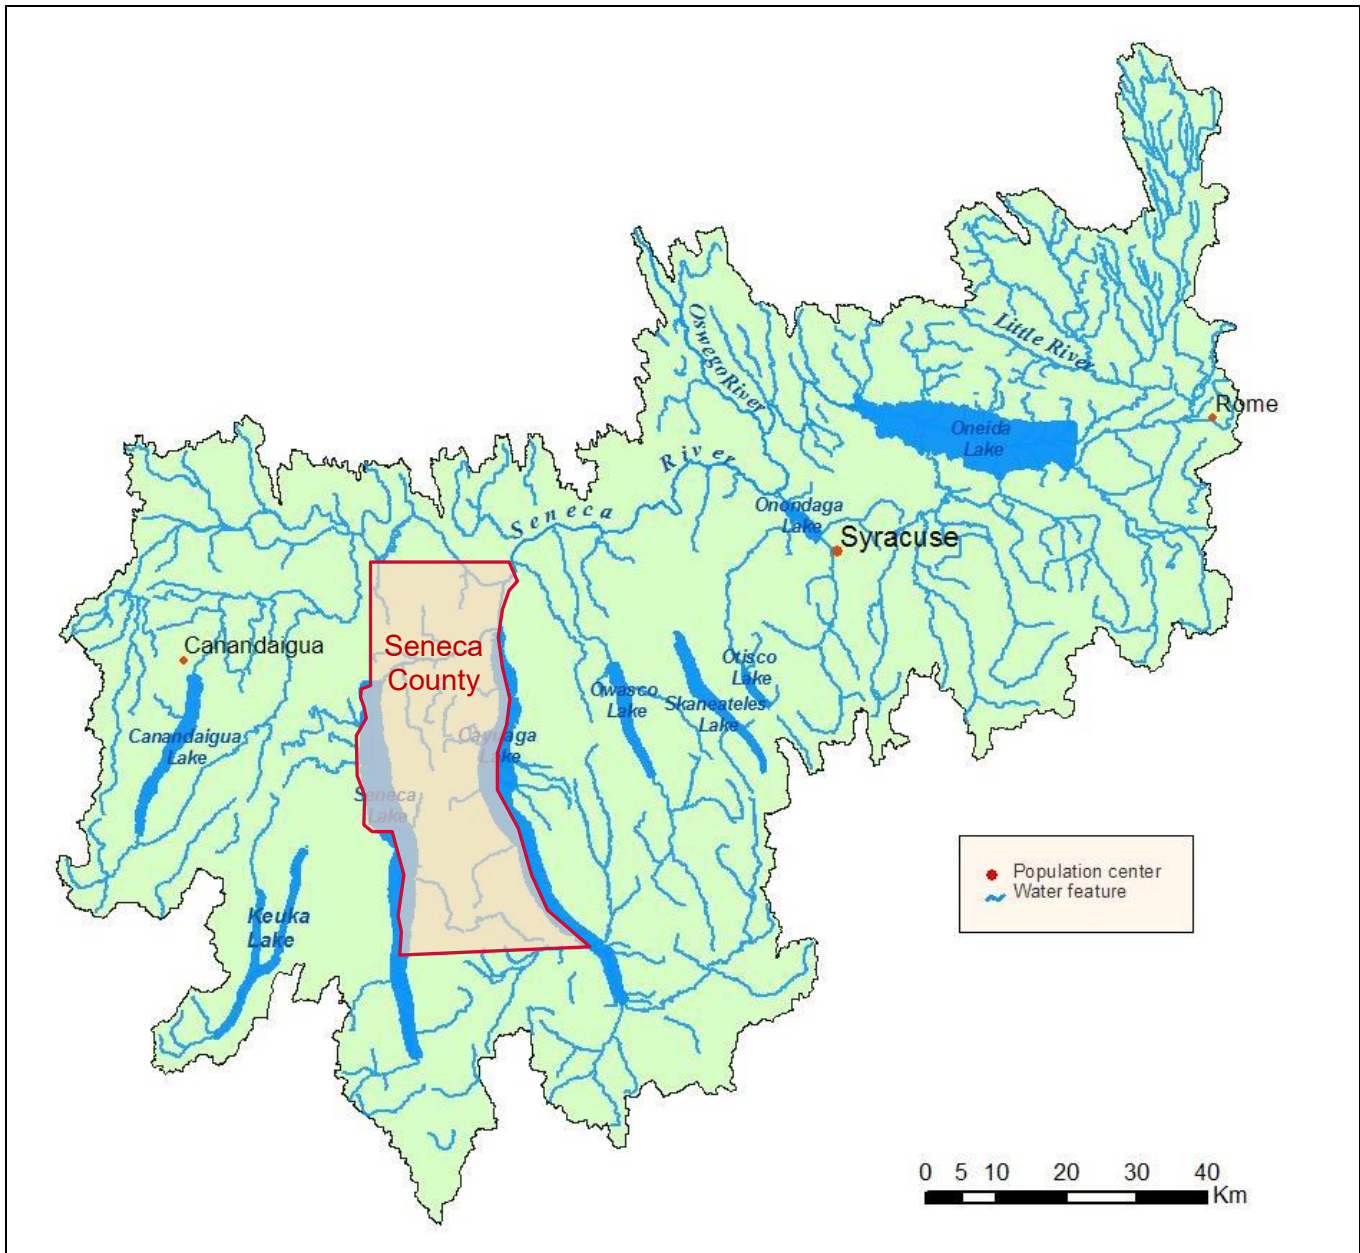 Little River
Oswego River
Rome
Oneida
Lake
Seneca River
Onondaga
Lake
Syracuse
Canandaigua
Seneca
County
Otisco
Lake
Owasco
Lake
Skaneateles
Lake
Canandaigua
Lake
Cayuga
Lake
Seneca
Lake
Keuka
Lake
Population center
Water feature
0 5 10 20 30 40
Km